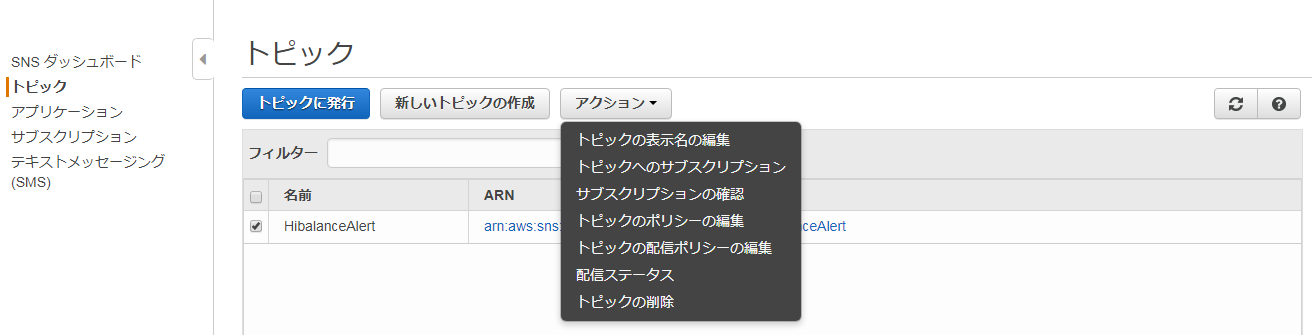 SNS ダッシュボード
トピック
アプリケーション
サブスクリプション
テキストメッセージング
(SMS)
トピック
トピックに発行
新しいトピックの作成
アクション
フィルター
トピックの表示名の編集
トピックへのサブスクリプション
サブスクリプションの確認
トピックのポリシーの編集
トピックの配信ポリシーの編集
配信ステータス
トピックの削除
名前 ARN
HibalanceAlert arn:aws:sns: ceAlert